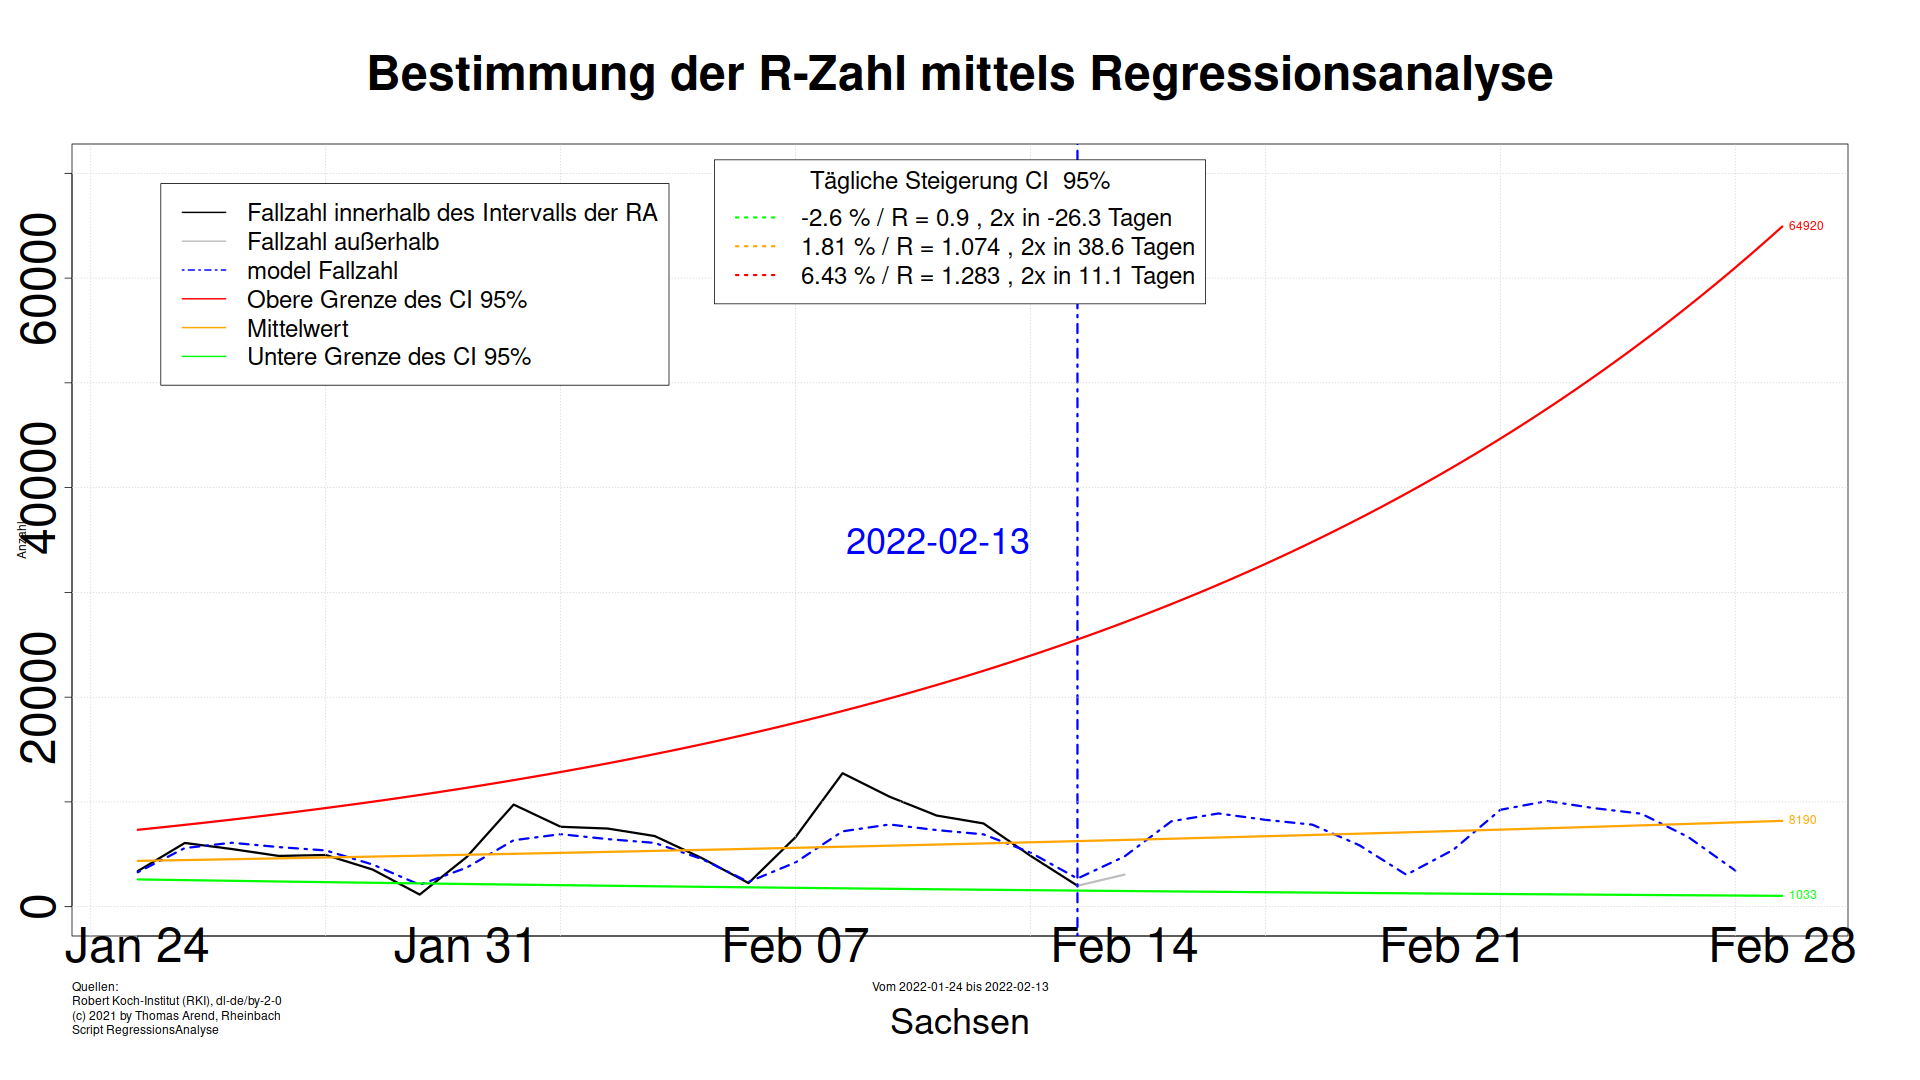 Bestimmung der R-Zahl mittels Regressionsanalyse
Fallzahl innerhalb des Intervalls der RA
Fallzahl außerhalb
model Fallzahl
Obere Grenze des CI 95%
Mittelwert
Untere Grenze des CI 95%
Tägliche Steigerung CI 95%
-2.6 % / R = 0.9 , 2x in -26.3 Tagen
1.81 % / R = 1.074 , 2x in 38.6 Tagen
6.43 % / R = 1.283 , 2x in 11.1 Tagen
64920
60000
40000
20000
0
Anzahl
2022-02-13
8190
1033
Jan 24 Jan 31 Feb 07 Feb 14 Feb 21 Feb 28
Quellen:
Robert Koch-Institut (RKI), dl-de/by-2-0
(c) 2021 by Thomas Arend, Rheinbach
Script RegressionsAnalyse
Vom 2022-01-24 bis 2022-02-13
Sachsen